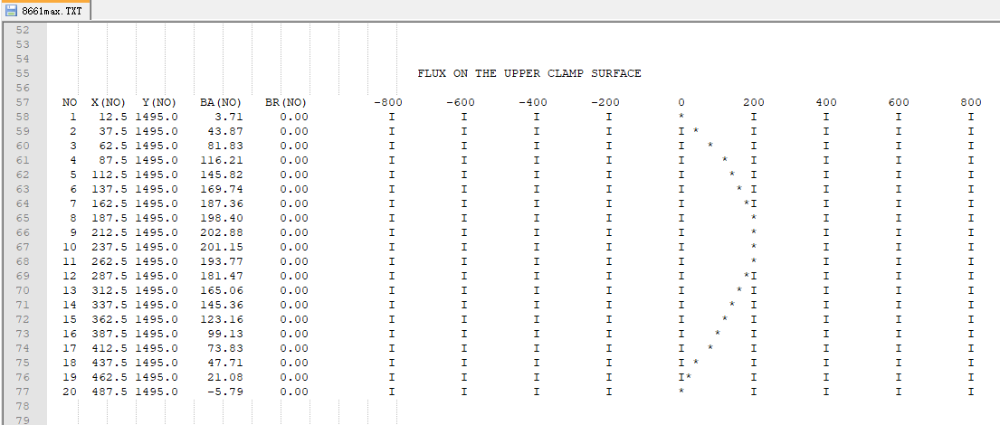 8661max.TXT
52
53
54
55 FLUX ON THE UPPER CLAMP SURFACE
56
57 NO X(NO) Y(NO) BA(NO) BR(NO) -800 -600 -400 -200 0 200 400 600 800
58 1 12.5 1495.0 3.71 0.00 I I I I * I I I I
59 2 37.5 1495.0 43.87 0.00 I I I I I * I I I I
60 3 62.5 1495.0 81.83 0.00 I I I I I * I I I I
61 4 87.5 1495.0 116.21 0.00 I I I I I * I I I I
62 5 112.5 1495.0 145.82 0.00 I I I I I * I I I I
63 6 137.5 1495.0 169.74 0.00 I I I I I * I I I I
64 7 162.5 1495.0 187.36 0.00 I I I I I *I I I I
65 8 187.5 1495.0 198.40 0.00 I I I I I * I I I
66 9 212.5 1495.0 202.88 0.00 I I I I I * I I I
67 10 237.5 1495.0 201.15 0.00 I I I I I * I I I
68 11 262.5 1495.0 193.77 0.00 I I I I I * I I I
69 12 287.5 1495.0 181.47 0.00 I I I I I *I I I I
70 13 312.5 1495.0 165.06 0.00 I I I I I * I I I I
71 14 337.5 1495.0 145.36 0.00 I I I I I * I I I I
72 15 362.5 1495.0 123.16 0.00 I I I I I * I I I I
73 16 387.5 1495.0 99.13 0.00 I I I I I * I I I I
74 17 412.5 1495.0 73.83 0.00 I I I I I * I I I I
75 18 437.5 1495.0 47.71 0.00 I I I I I * I I I I
76 19 462.5 1495.0 21.08 0.00 I I I I I* I I I I
77 20 487.5 1495.0 -5.79 0.00 I I I I * I I I I
78
79